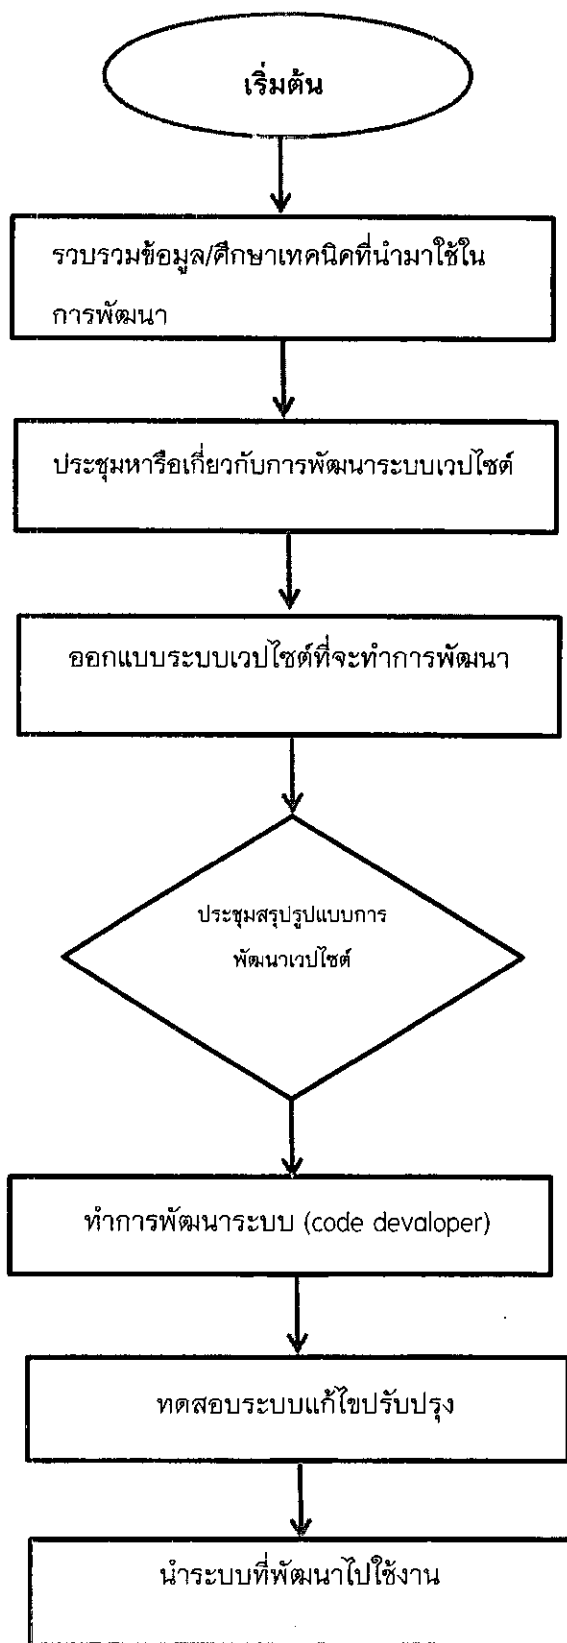 เริ่มต้น
รวบรวมข้อมูล/ศึกษาเทคนิคที่นำมาใช้ใน
การพัฒนา
ประชุมหารือเกี่ยวกับการพัฒนาระบบเวปไซต์
ออกแบบระบบเวปไซต์ที่จะทำการพัฒนา
ประชุมสรุปรูปแบบการ
พัฒนาเวปไซต์
ทำการพัฒนาระบบ (code devaloper)
ทดสอบระบบแก้ไขปรับปรุง
นำระบบที่พัฒนาไปใช้งาน